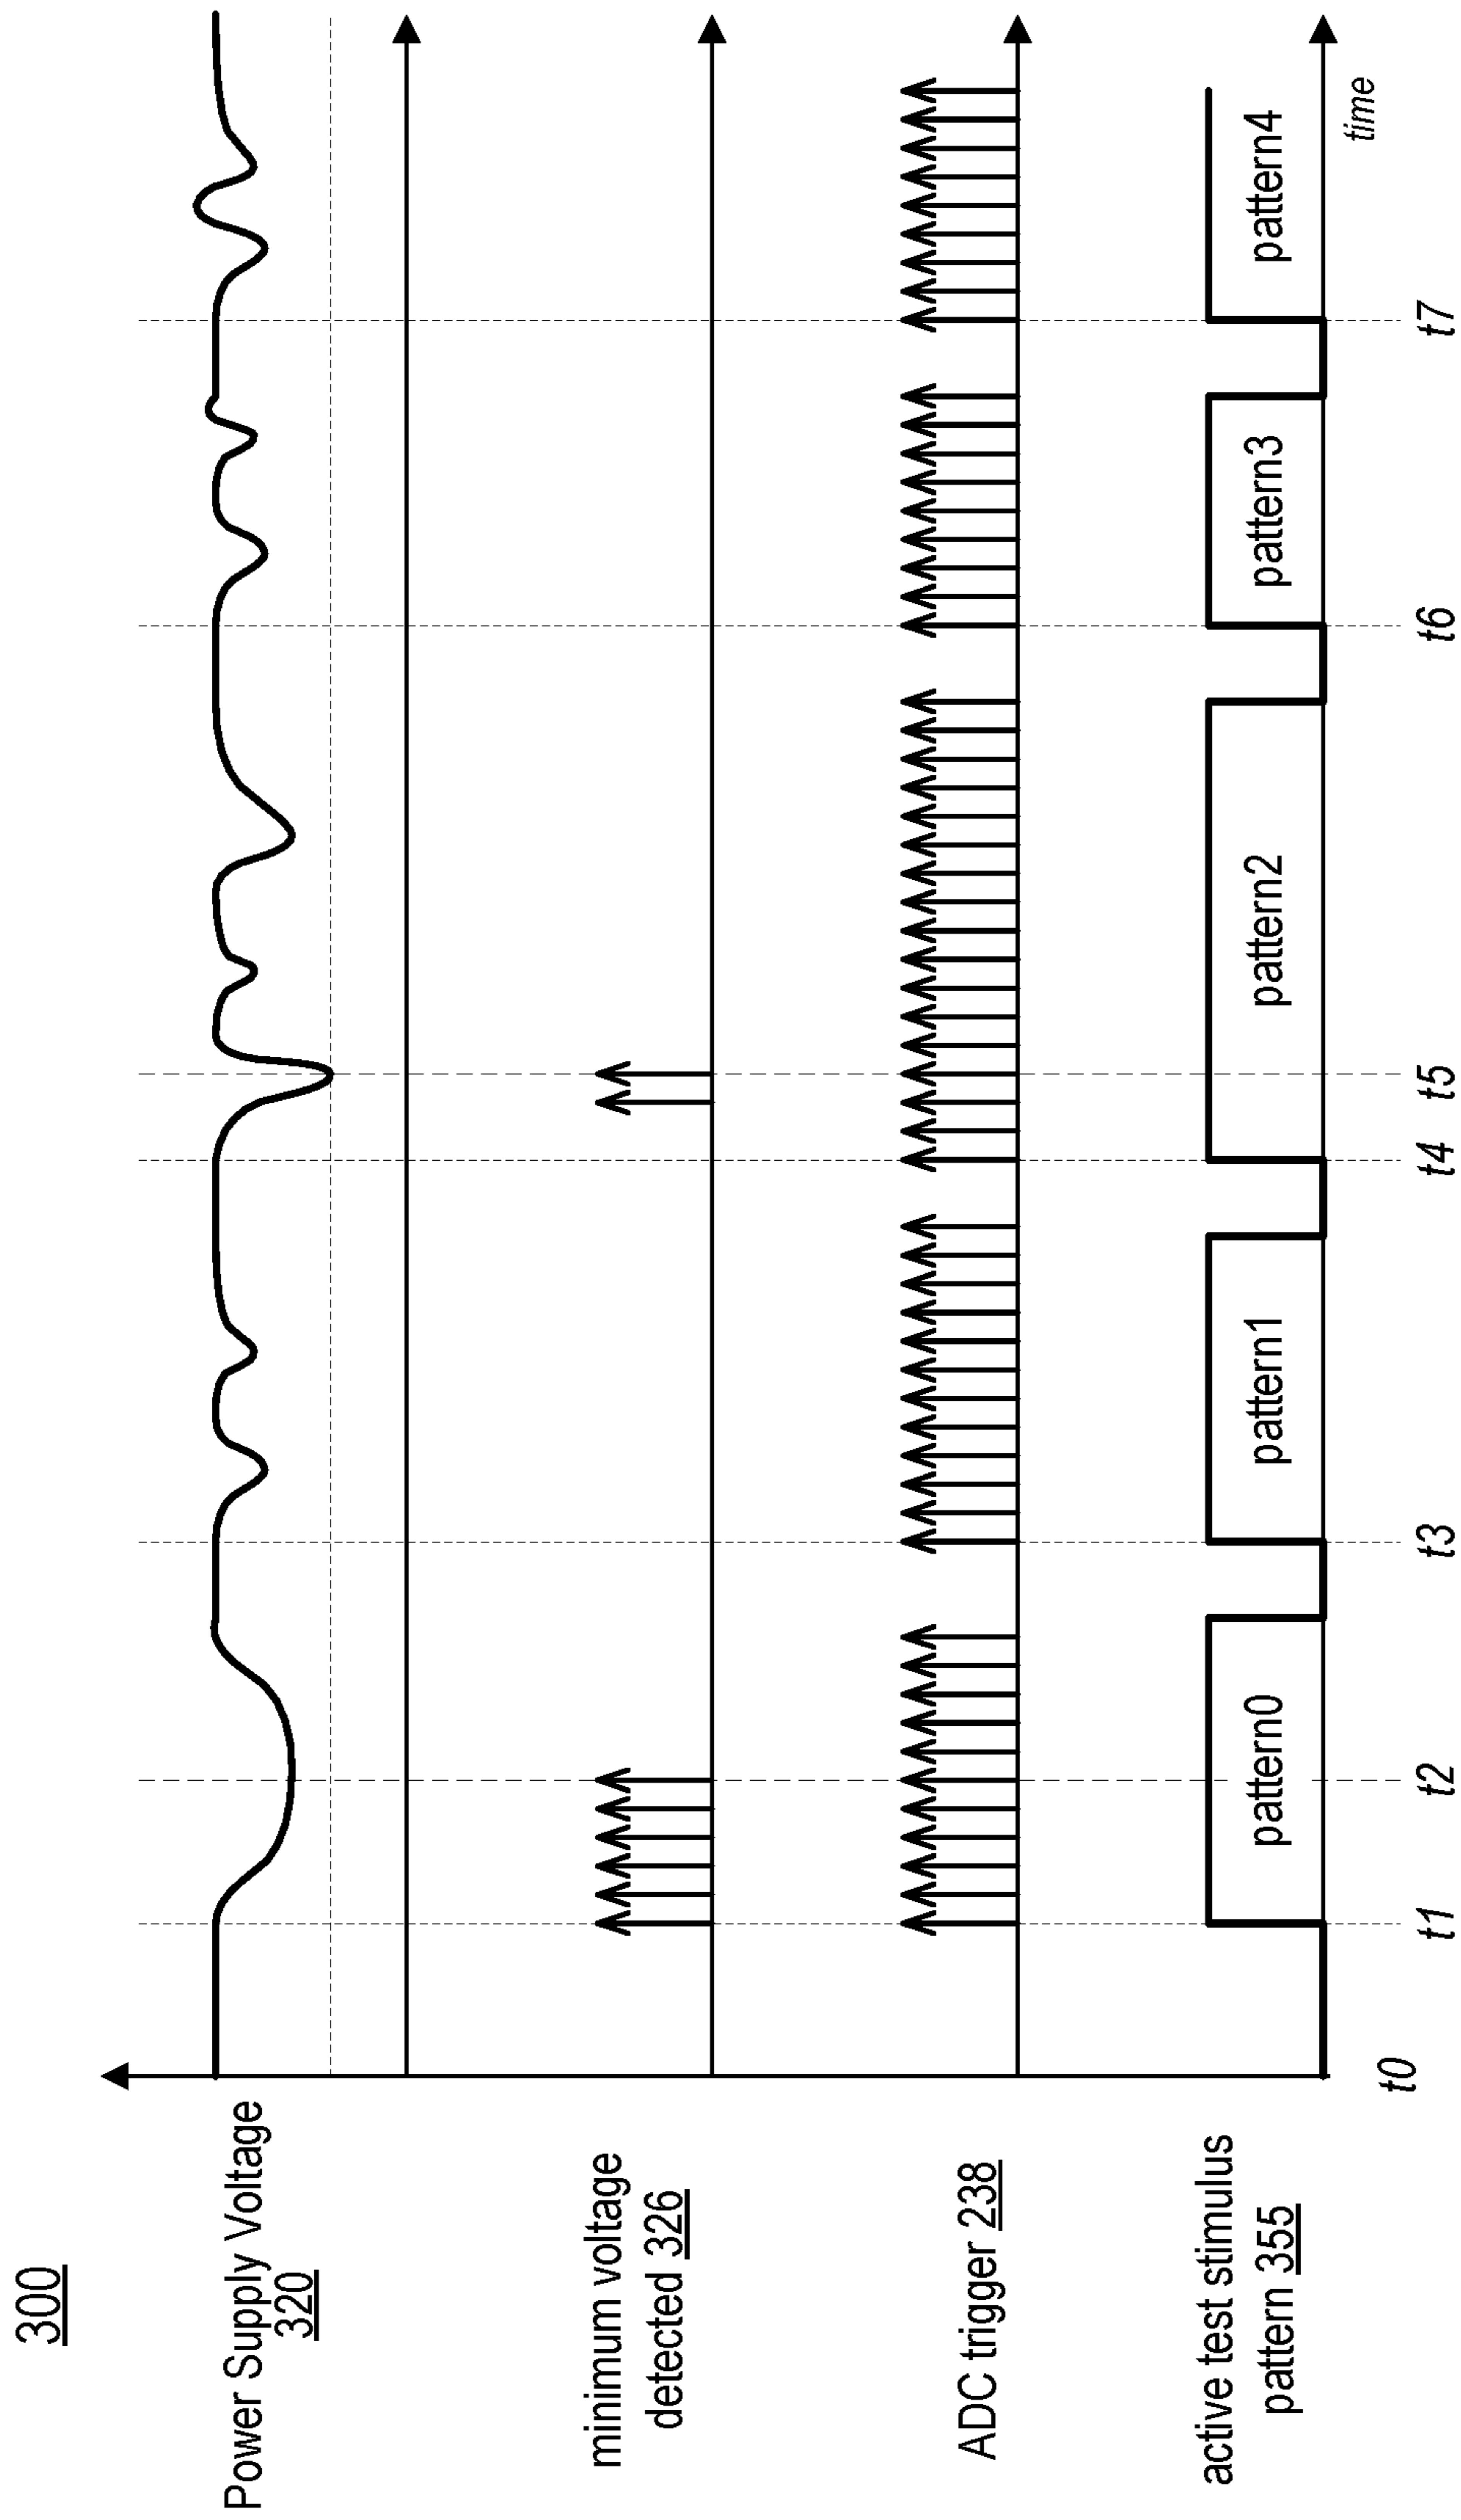 300
Power Supply Voltage
320
minimum voltage
detected 326
ADC trigger 238
active test stimulus
pattern 355
pattern0
pattern1
pattern2
pattern3
pattern4
time
t0
t1
t2
t3
t4
t5
t6
t7